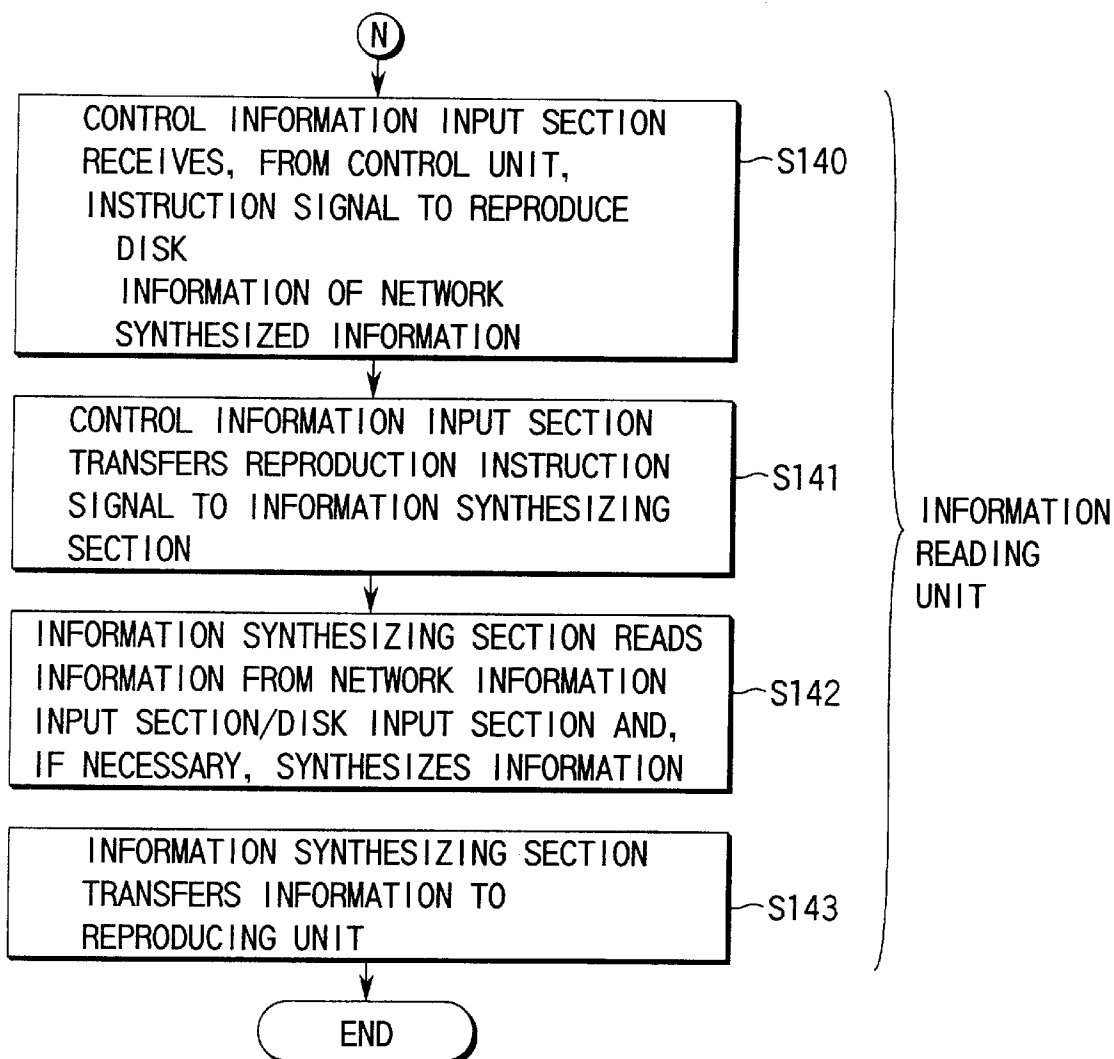 N
CONTROL INFORMATION INPUT SECTION
RECEIVES, FROM CONTROL UNIT,
INSTRUCTION SIGNAL TO REPRODUCE
DISK
INFORMATION OF NETWORK
SYNTHESIZED INFORMATION
S140
CONTROL INFORMATION INPUT SECTION
TRANSFERS REPRODUCTION INSTRUCTION
SIGNAL TO INFORMATION SYNTHESIZING
SECTION
S141
INFORMATION SYNTHESIZING SECTION READS
INFORMATION FROM NETWORK INFORMATION
INPUT SECTION/DISK INPUT SECTION AND,
IF NECESSARY, SYNTHESIZES INFORMATION
S142
INFORMATION SYNTHESIZING SECTION
TRANSFERS INFORMATION TO
REPRODUCING UNIT
S143
END
INFORMATION
READING
UNIT